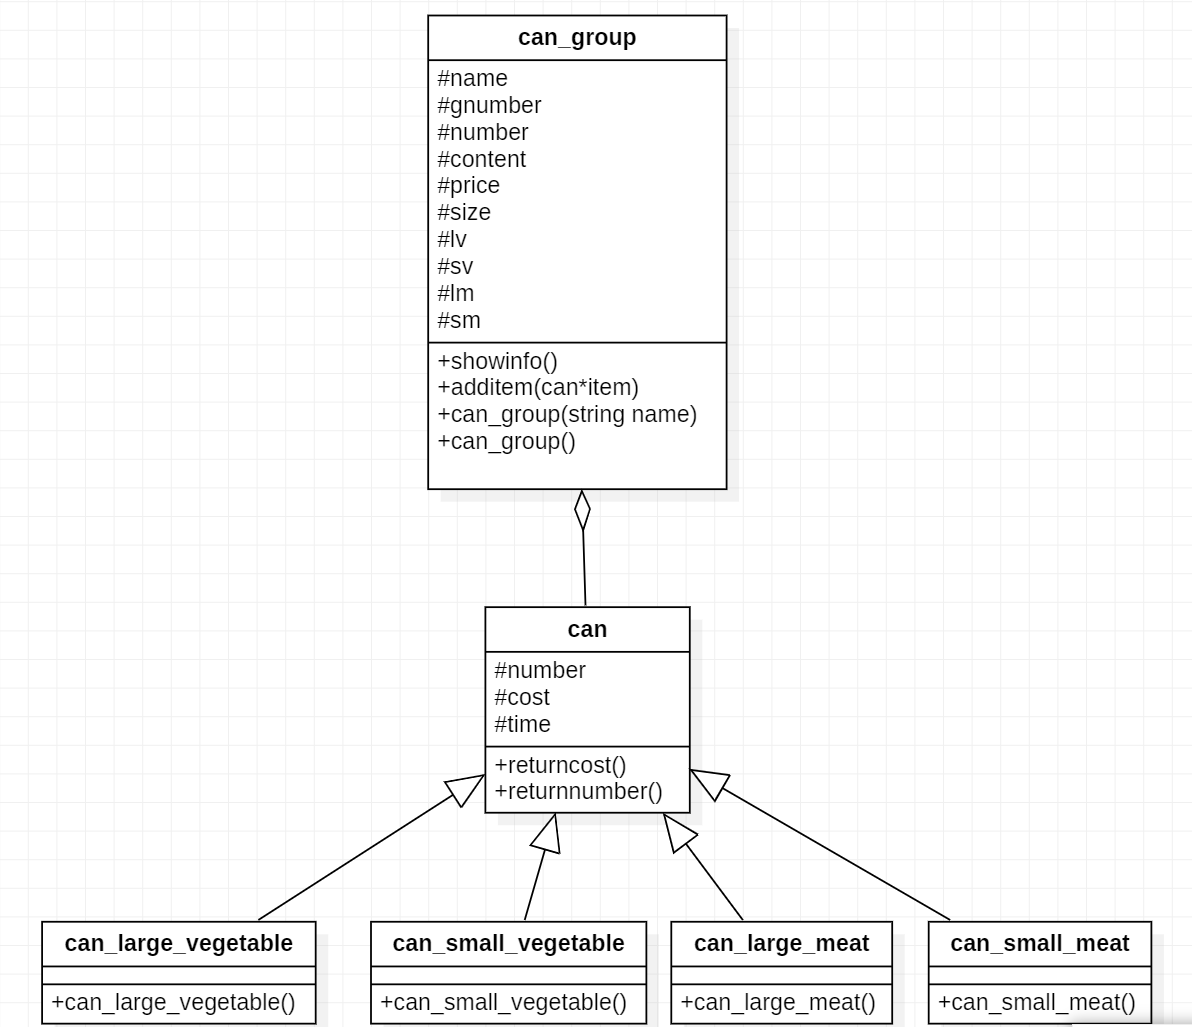 can_group
#name
#gnumber
#number
#content
#price
#size
#lv
#sv
#lm
#sm
+showinfo()
+additem(can*item)
+can_group(string name)
+can_group()
can
#number
#cost
#time
+returncost()
+returnnumber()
can_large_vegetable
+can_large_vegetable()
can_small_vegetable
+can_small_vegetable()
can_large_meat
+can_large_meat()
can_small_meat
+can_small_meat()